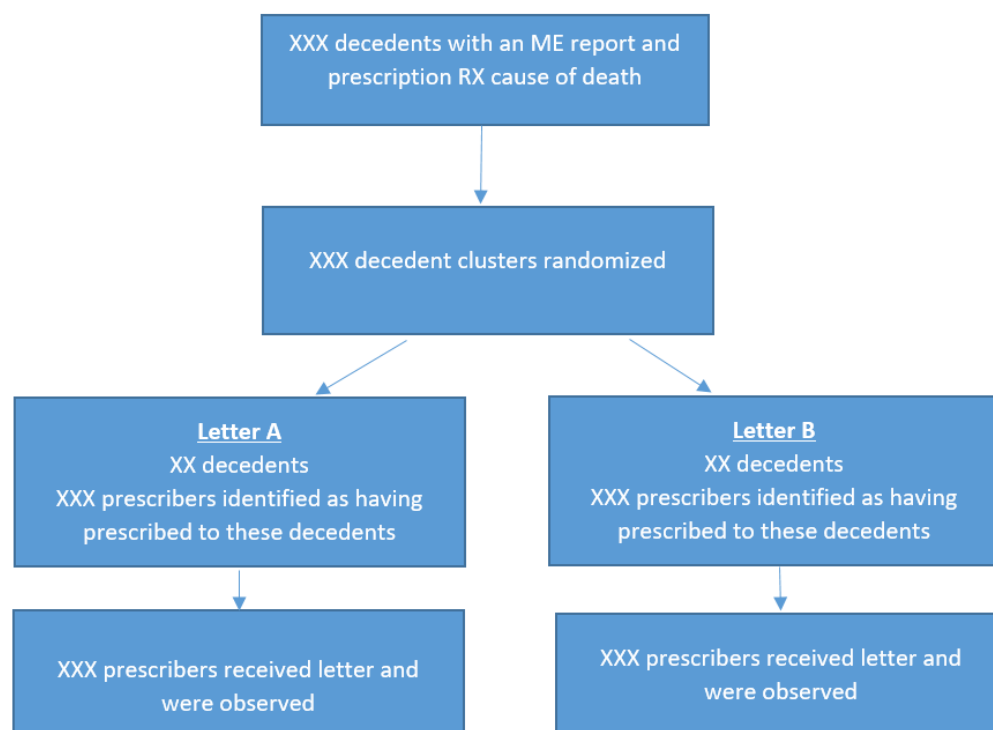 XXX decedents with an ME report and
prescription RX cause of death
XXX decedent clusters randomized
Letter A
XX decedents
XXX prescribers identified as having
prescribed to these decedents
Letter B
XX decedents
XXX prescribers identified as having
prescribed to these decedents
XXX prescribers received letter and
were observed
XXX prescribers received letter and
were observed